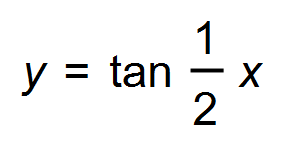 y = tan 1/2 x